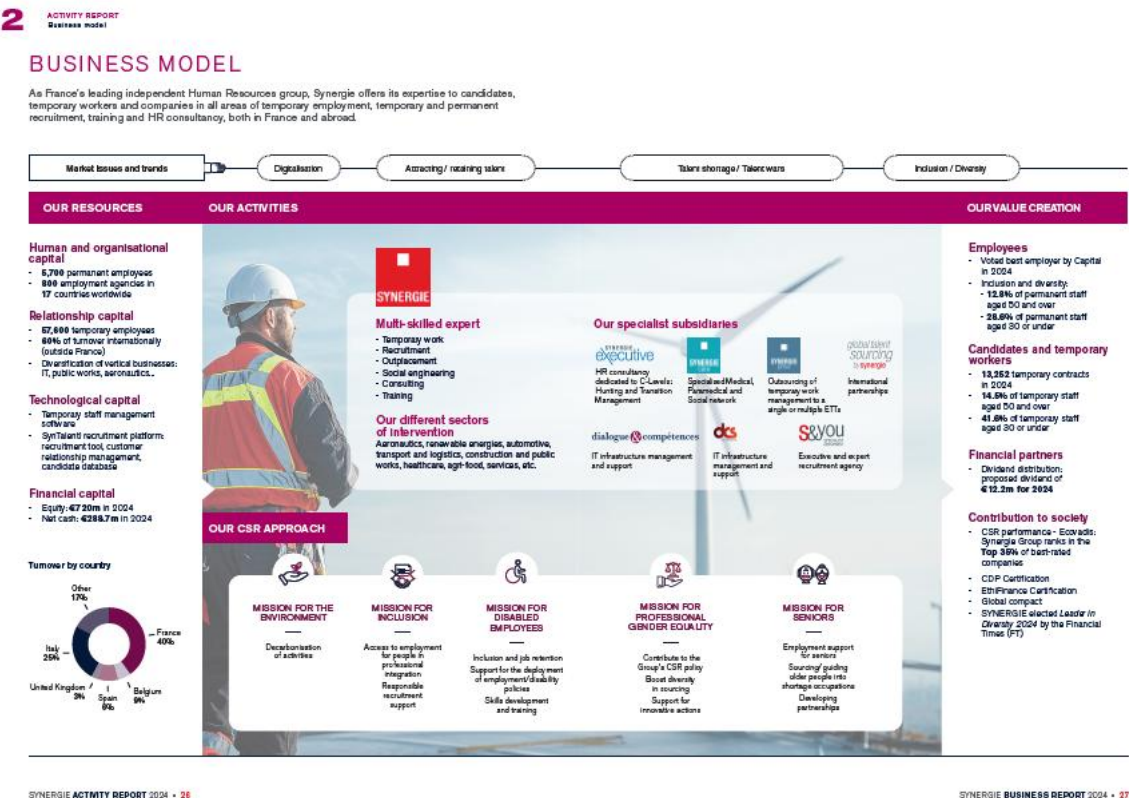 2
ACTIVITY REPORT
Business model
BUSINESS MODEL
As France's leading independent Human Resources group, Synergie offers its expertise to candidates,
temporary workers and companies in all areas of temporary employment, temporary and permanent
recruitment, training and HR consultancy, both in France and abroad.
Market issues and trends
Digitalisation
Attracting / retaining talent
Talent shortage / Talent wars
Inclusion / Diversity
OUR RESOURCES
OUR ACTIVITIES
OUR VALUE CREATION
Human and organisational
capital
- 5,700 permanent employees
- 800 employment agencies in
17 countries worldwide
Relationship capital
- 57,600 temporary employees
- 60% of turnover internationally
(outside France)
- Diversification of vertical businesses:
IT, public works, aeronautics...
Technological capital
- Temporary staff management
software
- SynTalent! recruitment platform:
recruitment tool, customer
relationship management,
candidate database
Financial capital
- Equity: €720m in 2024
- Net cash: €288.7m in 2024
Turnover by country
Other
17%
France
40%
Italy
25%
United Kingdom
3%
Spain
Belgium
9%
SYNERGIE
Multi-skilled expert
- Temporary work
- Recruitment
- Outplacement
- Social engineering
- Consulting
- Training
Our different sectors
of intervention
Aeronautics, renewable energies, automotive,
transport and logistics, construction and public
works, healthcare, agri-food, services, etc.
Our specialist subsidiaries
SYNERGIE
executive
HR consultancy
dedicated to C-Levels:
Hunting and Transition
Management
SYNERGIE
Specialised Medical,
Paramedical and
Social network
SYNERGIE
Outsourcing of
temporary work
management to a
single or multiple ETTs
global talent
sourcing
by synergie
International
partnerships
dialogue & compétences
IT infrastructure management
and support
dcs
IT infrastructure
management and
support
S&YOU
Executive and expert
recruitment agency
OUR CSR APPROACH
MISSION FOR THE
ENVIRONMENT
Decarbonisation
of activities
MISSION FOR
INCLUSION
Access to employment
for people in
professional
integration
Responsible
recruitment
support
MISSION FOR
DISABLED
EMPLOYEES
Inclusion and job retention
Support for the deployment
of employment/disability
policies
Skills development
and training
MISSION FOR
PROFESSIONAL
GENDER EQUALITY
Contribute to the
Group's CSR policy
Boost diversity
in sourcing
Support for
innovative actions
MISSION FOR
SENIORS
Employment support
for seniors
Sourcing/guiding
older people into
shortage occupations
Developing
partnerships
Employees
- Voted best employer by Capital
in 2024
- Inclusion and diversity:
- 12.8% of permanent staff
aged 50 and over
- 28.6% of permanent staff
aged 30 or under
Candidates and temporary
workers
- 13,252 temporary contracts
in 2024
- 14.5% of temporary staff
aged 50 and over
- 41.6% of temporary staff
aged 30 or under
Financial partners
- Dividend distribution:
proposed dividend of
€12.2m for 2024
Contribution to society
- CSR performance - Ecovadis:
Synergie Group ranks in the
Top 35% of best-rated
companies
- CDP Certification
- EthiFinance Certification
- Global compact
- SYNERGIE elected Leader in
Diversity 2024 by the Financial
Times (FT)
SYNERGIE ACTIVITY REPORT 2024 • 26
SYNERGIE BUSINESS REPORT 2024 • 27